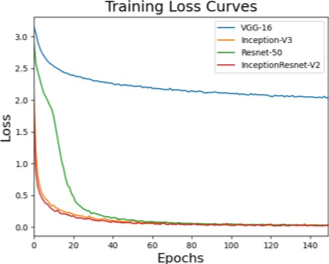 Training Loss Curves
VGG-16
Inception-V3
Resnet-50
InceptionResnet-V2
Loss
3.0
2.5
2.0
1.5
1.0
0.5
0.0
0 20 40 60 80 100 120 140
Epochs